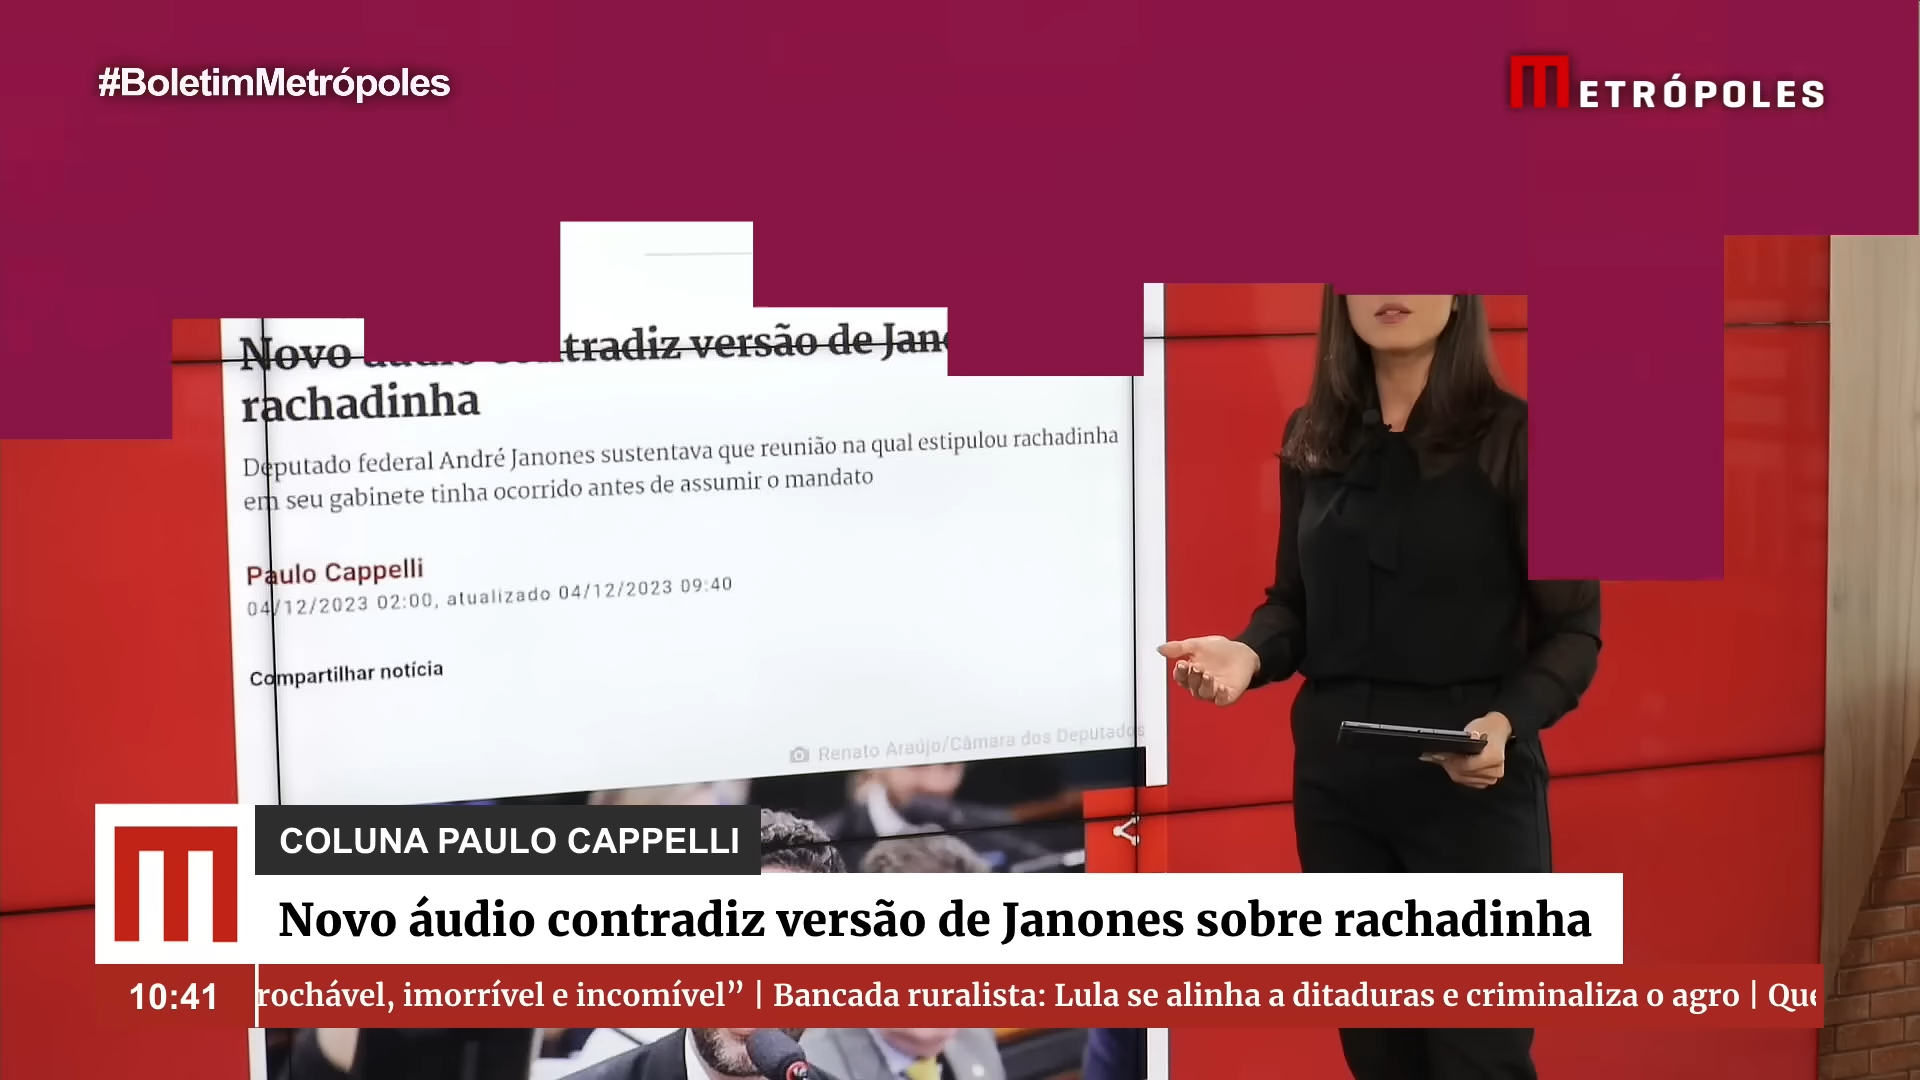 #BoletimMetrópoles
METRÓPOLES
Novo contradiz versão de
rachadinha
Deputado federal André Janones sustentava que reunião na qual estipulou rachadinha
em seu gabinete tinha ocorrido antes de assumir o mandato
Paulo Cappelli
04/12/2023 02:00, atualizado 04/12/2023 09:40
Compartilhar notícia
Renato Araújo/Câmara dos Deputados
COLUNA PAULO CAPPELLI
Novo áudio contradiz versão de Janones sobre rachadinha
10:41 rochável, imorrível e incomível” | Bancada ruralista: Lula se alinha a ditaduras e criminaliza o agro | Que